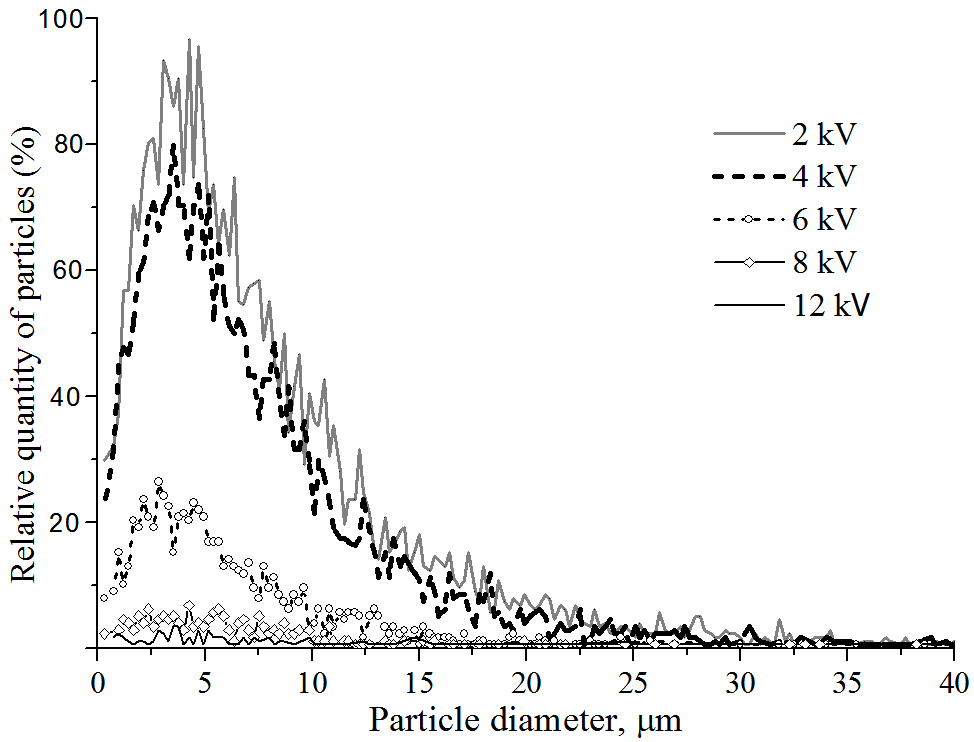 Relative quantity of particles (%)
100
80
60
40
20
2 kV
4 kV
6 kV
8 kV
12 kV
0 5 10 15 20 25 30 35 40
Particle diameter, μm